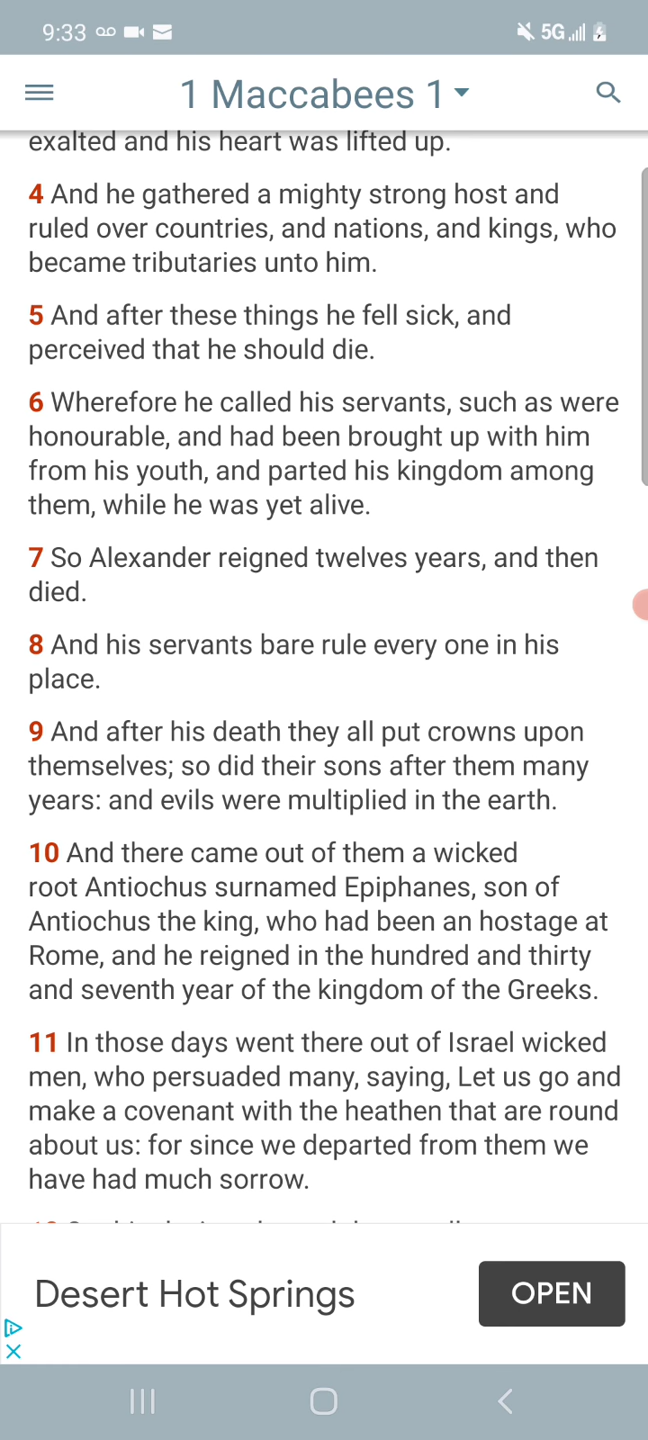 9:33
5G
1 Maccabees 1
exalted and his heart was lifted up.
4 And he gathered a mighty strong host and
ruled over countries, and nations, and kings, who
became tributaries unto him.
5 And after these things he fell sick, and
perceived that he should die.
6 Wherefore he called his servants, such as were
honourable, and had been brought up with him
from his youth, and parted his kingdom among
them, while he was yet alive.
7 So Alexander reigned twelves years, and then
died.
8 And his servants bare rule every one in his
place.
9 And after his death they all put crowns upon
themselves; so did their sons after them many
years: and evils were multiplied in the earth.
10 And there came out of them a wicked
root Antiochus surnamed Epiphanes, son of
Antiochus the king, who had been an hostage at
Rome, and he reigned in the hundred and thirty
and seventh year of the kingdom of the Greeks.
11 In those days went there out of Israel wicked
men, who persuaded many, saying, Let us go and
make a covenant with the heathen that are round
about us: for since we departed from them we
have had much sorrow.
Desert Hot Springs
OPEN